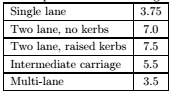 Single lane 3.75
Two lane, no kerbs 7.0
Two lane, raised kerbs 7.5
Intermediate carriage 5.5
Multi-lane 3.5